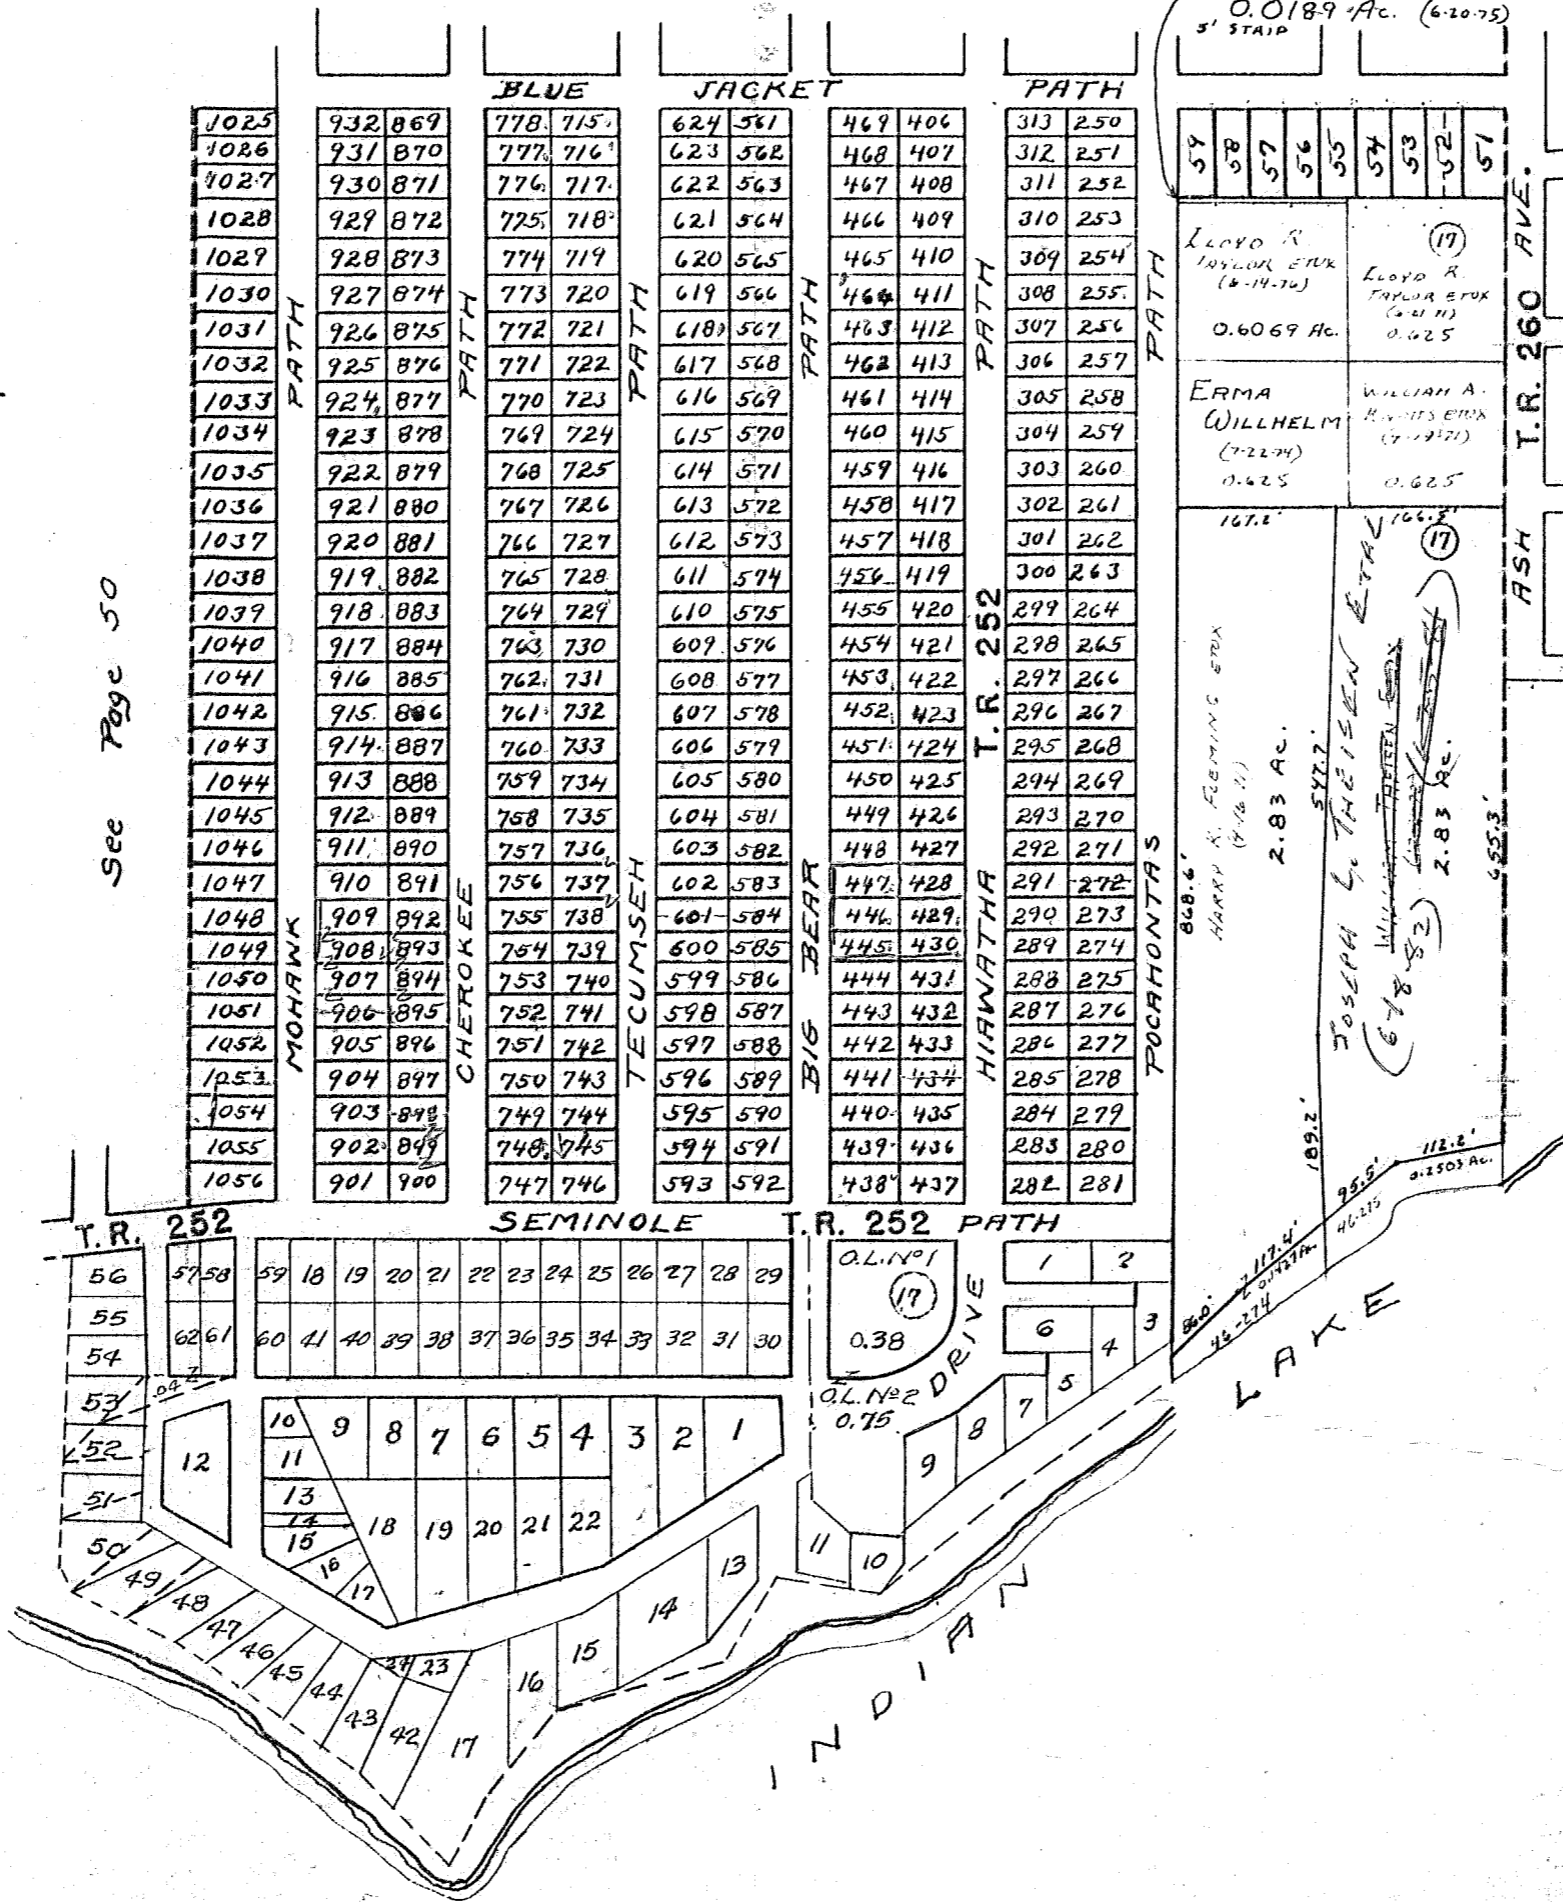 0.0189 Ac. (6-20-75)
5' STRIP
BLUE JACKET PATH
1025 932 869 778 715 624 561 469 406 313 250
1026 931 870 777 716 623 562 468 407 312 251
1027 930 871 776 717 622 563 467 408 311 252
1028 929 872 775 718 621 564 466 409 310 253
1029 928 873 774 719 620 565 465 410 309 254
1030 927 874 773 720 619 566 464 411 308 255
1031 926 875 772 721 618 567 463 412 307 256
1032 925 876 771 722 617 568 462 413 306 257
1033 924 877 770 723 616 569 461 414 305 258
1034 923 878 769 724 615 570 460 415 304 259
1035 922 879 768 725 614 571 459 416 303 260
1036 921 880 767 726 613 572 458 417 302 261
1037 920 881 766 727 612 573 457 418 301 262
1038 919 882 765 728 611 574 456 419 300 263
1039 918 883 764 729 610 575 455 420 299 264
1040 917 884 763 730 609 576 454 421 298 265
1041 916 885 762 731 608 577 453 422 297 266
1042 915 886 761 732 607 578 452 423 296 267
1043 914 887 760 733 606 579 451 424 295 268
1044 913 888 759 734 605 580 450 425 294 269
1045 912 889 758 735 604 581 449 426 293 270
1046 911 890 757 736 603 582 448 427 292 271
1047 910 891 756 737 602 583 447 428 291 272
1048 909 892 755 738 601 584 446 429 290 273
1049 908 893 754 739 600 585 445 430 289 274
1050 907 894 753 740 599 586 444 431 288 275
1051 906 895 752 741 598 587 443 432 287 276
1052 905 896 751 742 597 588 442 433 286 277
1053 904 897 750 743 596 589 441 434 285 278
1054 903 898 749 744 595 590 440 435 284 279
1055 902 899 748 745 594 591 439 436 283 280
1056 901 900 747 746 593 592 438 437 282 281
See Page 50
MOHAWK PATH
CHEROKEE PATH
TECUMSEH PATH
BIG BEAR PATH
HIAWATHA T.R. 252 PATH
POCAHONTAS PATH
59 58 57 56 55 54 53 52 51
ASH T.R. 260 AVE.
LLOYD R.
TAYLOR ETUX
0.6069 Ac.
17
LLOYD R.
TAYLOR ETUX
0.625
ERMA
WILLHELM
(7-22-74)
0.625
WILLIAM A.
0.625
167.2'
166.5'
17
868.6'
HARRY K. FLEMING ETUX
2.83 Ac.
547.7'
JOSEPH C. THEISEN ETAL
(6-18-82)
2.83 Ac.
655.3'
189.2'
112.2'
0.2503 Ac.
95.5'
46-275
117.4'
86.0'
46-274
T.R. 252 SEMINOLE T.R. 252 PATH
56 57 58 59 18 19 20 21 22 23 24 25 26 27 28 29
55
62 61 60 41 40 39 38 37 36 35 34 33 32 31 30
54
53 .04
52
51
50
O.L. Nº 1
17
0.38
O.L. Nº 2
0.75
DRIVE
1 2
6 4 3
5
7
8
9
11 10
12
10 9 8 7 6 5 4 3 2 1
11
13
14
15
16
17
18 19 20 21 22
13
14
15
16
49
48
47
46
45
44
43
42
24 23
17
INDIAN LAKE